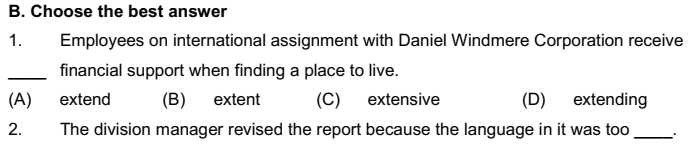 B. Choose the best answer
1. Employees on international assignment with Daniel Windmere Corporation receive
____ financial support when finding a place to live.
(A) extend (B) extent (C) extensive (D) extending
2. The division manager revised the report because the language in it was too ____.